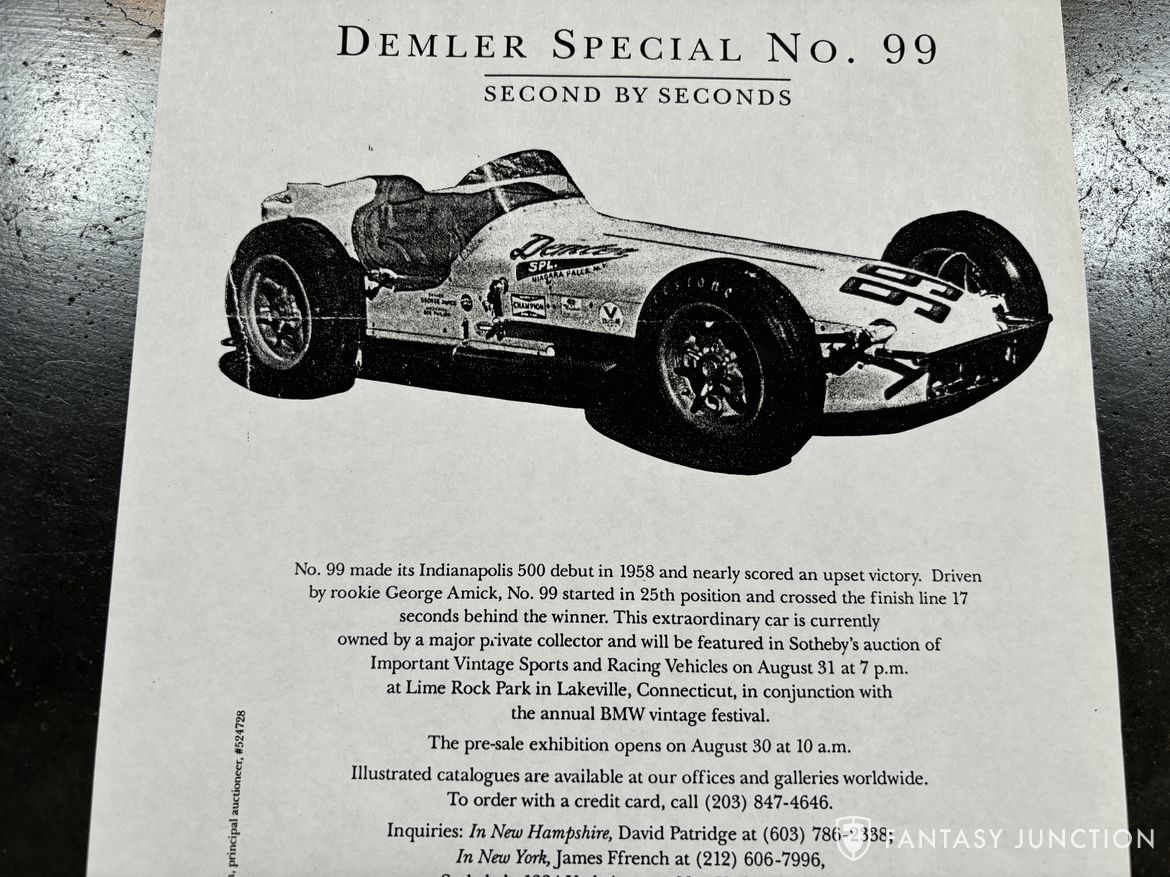 DEMLER SPECIAL NO. 99
SECOND BY SECONDS
Demler
SPL.
NIAGARA FALLS, N.Y.
Firestone
99
GEORGE AMICK
CHAMPION
No. 99 made its Indianapolis 500 debut in 1958 and nearly scored an upset victory. Driven
by rookie George Amick, No. 99 started in 25th position and crossed the finish line 17
seconds behind the winner. This extraordinary car is currently
owned by a major private collector and will be featured in Sotheby's auction of
Important Vintage Sports and Racing Vehicles on August 31 at 7 p.m.
at Lime Rock Park in Lakeville, Connecticut, in conjunction with
the annual BMW vintage festival.
The pre-sale exhibition opens on August 30 at 10 a.m.
Illustrated catalogues are available at our offices and galleries worldwide.
To order with a credit card, call (203) 847-4646.
Inquiries: In New Hampshire, David Patridge at (603) 786-2338;
In New York, James Ffrench at (212) 606-7996,
, principal auctioneer, #524728
FANTASY JUNCTION